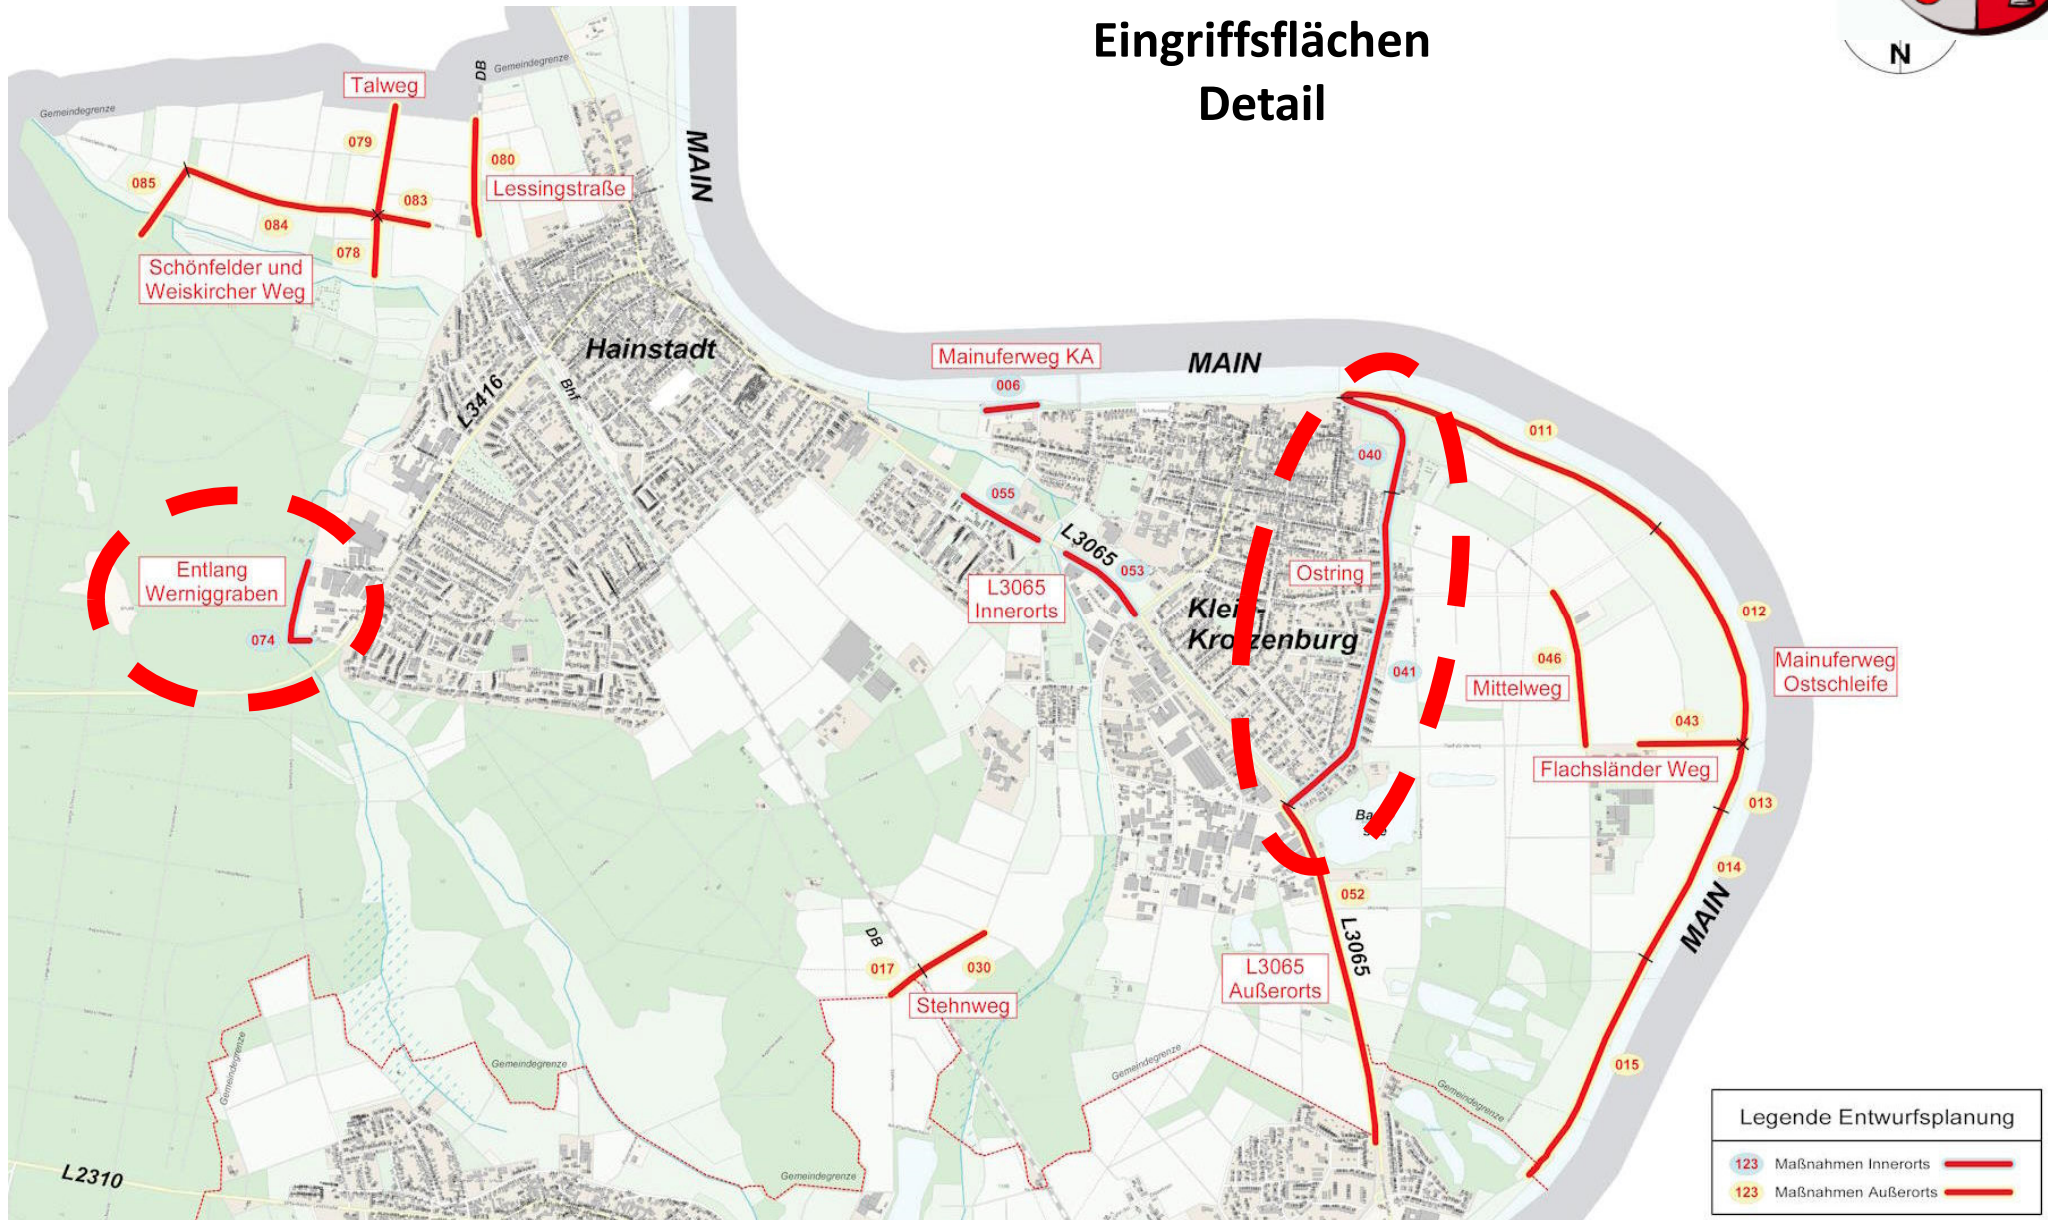 Eingriffsflächen
Detail
N
Gemeindegrenze
DB
Gemeindegrenze
Talweg
079
080
085
083
084
078
Lessingstraße
Schönfelder und
Weiskircher Weg
MAIN
Hainstadt
L3416
Bhf
Mainuferweg KA
006
MAIN
011
040
055
L3065
053
L3065
Innerorts
Ostring
Klein-
Krotzenburg
041
012
046
Mittelweg
043
Mainuferweg
Ostschleife
Flachsländer Weg
013
014
MAIN
Entlang
Werniggraben
074
052
L3065
L3065
Außerorts
DB
017
030
Stehnweg
015
Gemeindegrenze
Gemeindegrenze
Gemeindegrenze
Gemeindegrenze
Gemeindegrenze
L2310
Legende Entwurfsplanung
123 Maßnahmen Innerorts
123 Maßnahmen Außerorts